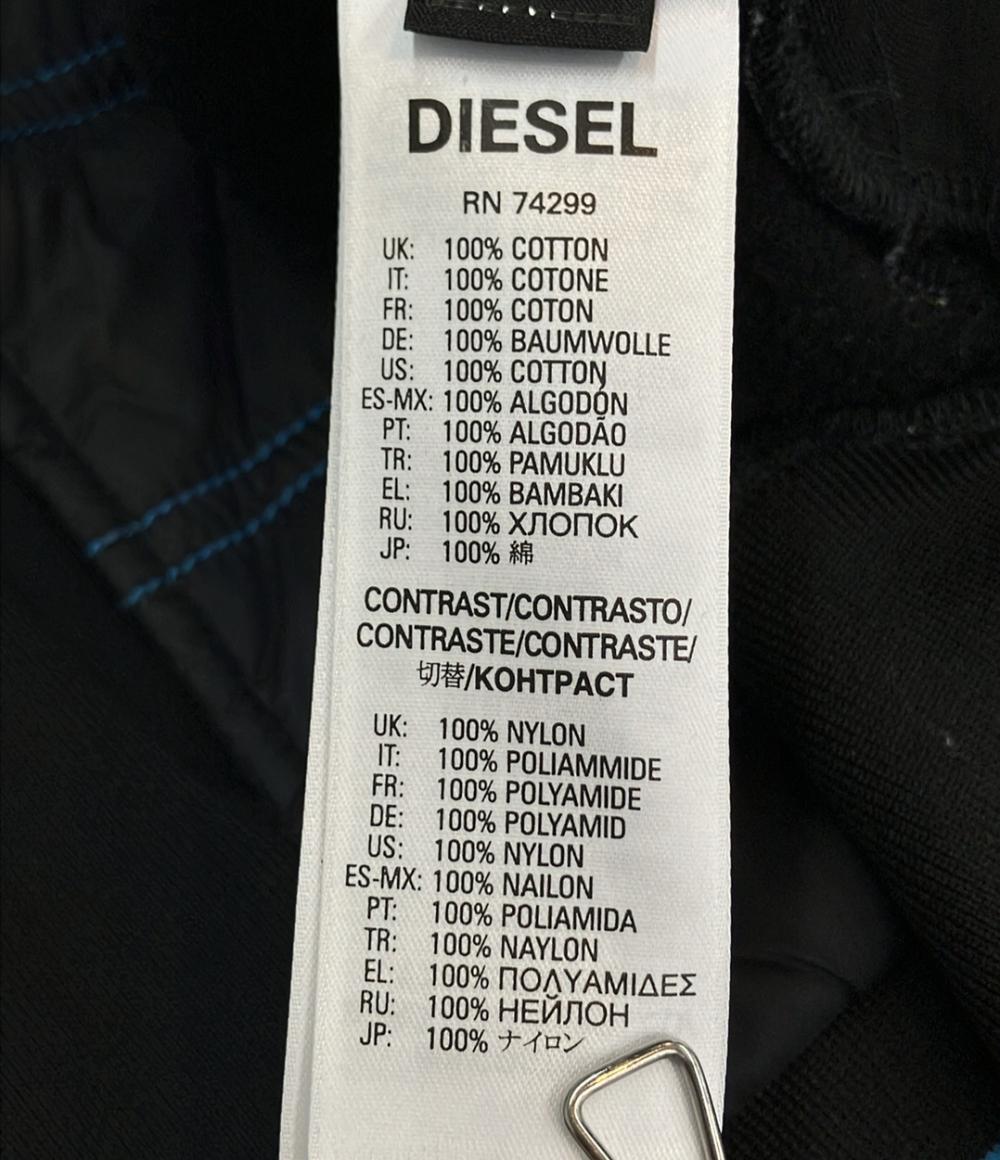 DIESEL
RN 74299
UK: 100% COTTON
IT: 100% COTONE
FR: 100% COTON
DE: 100% BAUMWOLLE
US: 100% COTTON
ES-MX: 100% ALGODÓN
PT: 100% ALGODÃO
TR: 100% PAMUKLU
EL: 100% ΒΑΜΒΑΚΙ
RU: 100% ХЛОПОК
JP: 100% 綿
CONTRAST/CONTRASTO/
CONTRASTE/CONTRASTE/
切替/КОНТРАСТ
UK: 100% NYLON
IT: 100% POLIAMMIDE
FR: 100% POLYAMIDE
DE: 100% POLYAMID
US: 100% NYLON
ES-MX: 100% NAILON
PT: 100% POLIAMIDA
TR: 100% NAYLON
EL: 100% ΠΟΛΥΑΜΙΔΕΣ
RU: 100% НЕЙЛОН
JP: 100% ナイロン